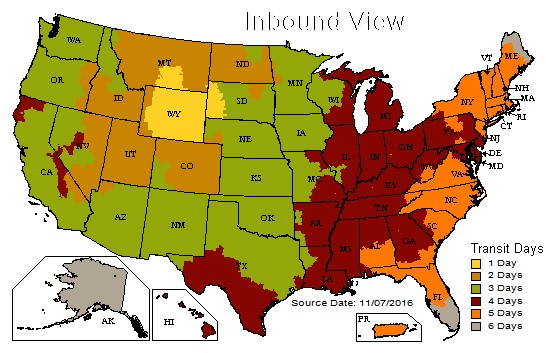 Inbound View
WA
OR
CA
NV
ID
MT
WY
UT
CO
AZ
NM
ND
SD
NE
KS
OK
TX
MN
IA
MO
AR
LA
WI
IL
MI
IN
OH
KY
TN
MS
AL
GA
FL
SC
NC
VA
WV
PA
NY
VT
ME
NH
MA
RI
CT
NJ
DE
MD
AK
HI
PR
Source Date: 11/07/2016
Transit Days
1 Day
2 Days
3 Days
4 Days
5 Days
6 Days